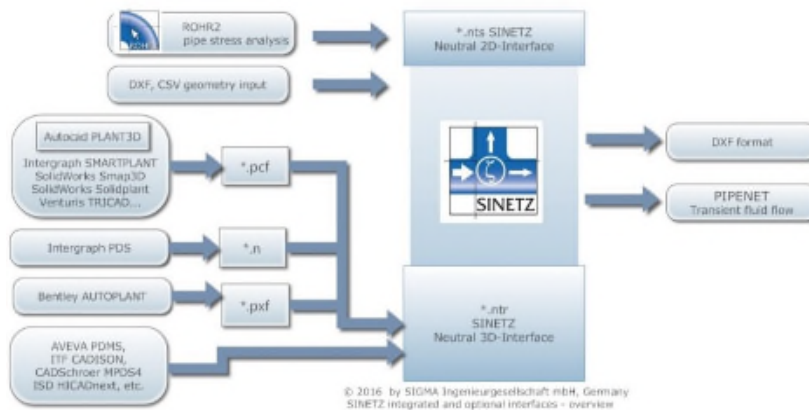 ROHR2
pipe stress analysis
*.nts SINETZ
Neutral 2D-Interface
DXF, CSV geometry input
Autocad PLANT3D
Intergraph SMARTPLANT
SolidWorks Smap3D
SolidWorks Solidplant
Venturis TRICAD...
*.pcf
SINETZ
DXF format
PIPENET
Transient fluid flow
Intergraph PDS
*.n
Bentley AUTOPLANT
*.pxf
*.ntr
SINETZ
Neutral 3D-Interface
AVEVA PDMS,
ITF CADISON,
CADSchroer MPDS4
ISD HICADnext, etc.
© 2016 by SIGMA Ingenieurgesellschaft mbH, Germany
SINETZ integrated and optional interfaces - overview